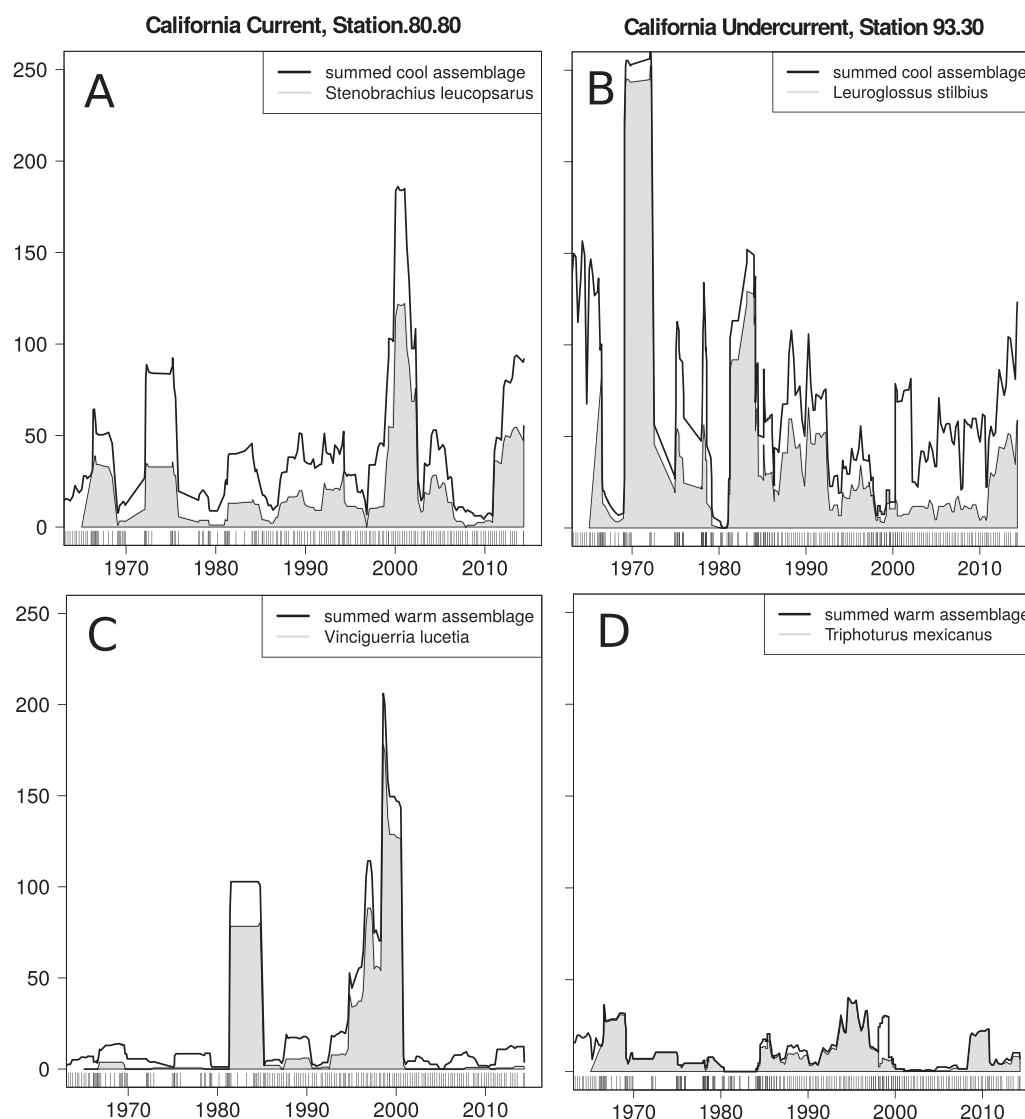 California Current, Station.80.80
California Undercurrent, Station 93.30
A
summed cool assemblage
Stenobrachius leucopsarus
B
summed cool assemblage
Leuroglossus stilbius
250
200
150
100
50
0
1970 1980 1990 2000 2010
1970 1980 1990 2000 2010
C
summed warm assemblage
Vinciguerria lucetia
D
summed warm assemblage
Triphoturus mexicanus
250
200
150
100
50
0
1970 1980 1990 2000 2010
1970 1980 1990 2000 2010